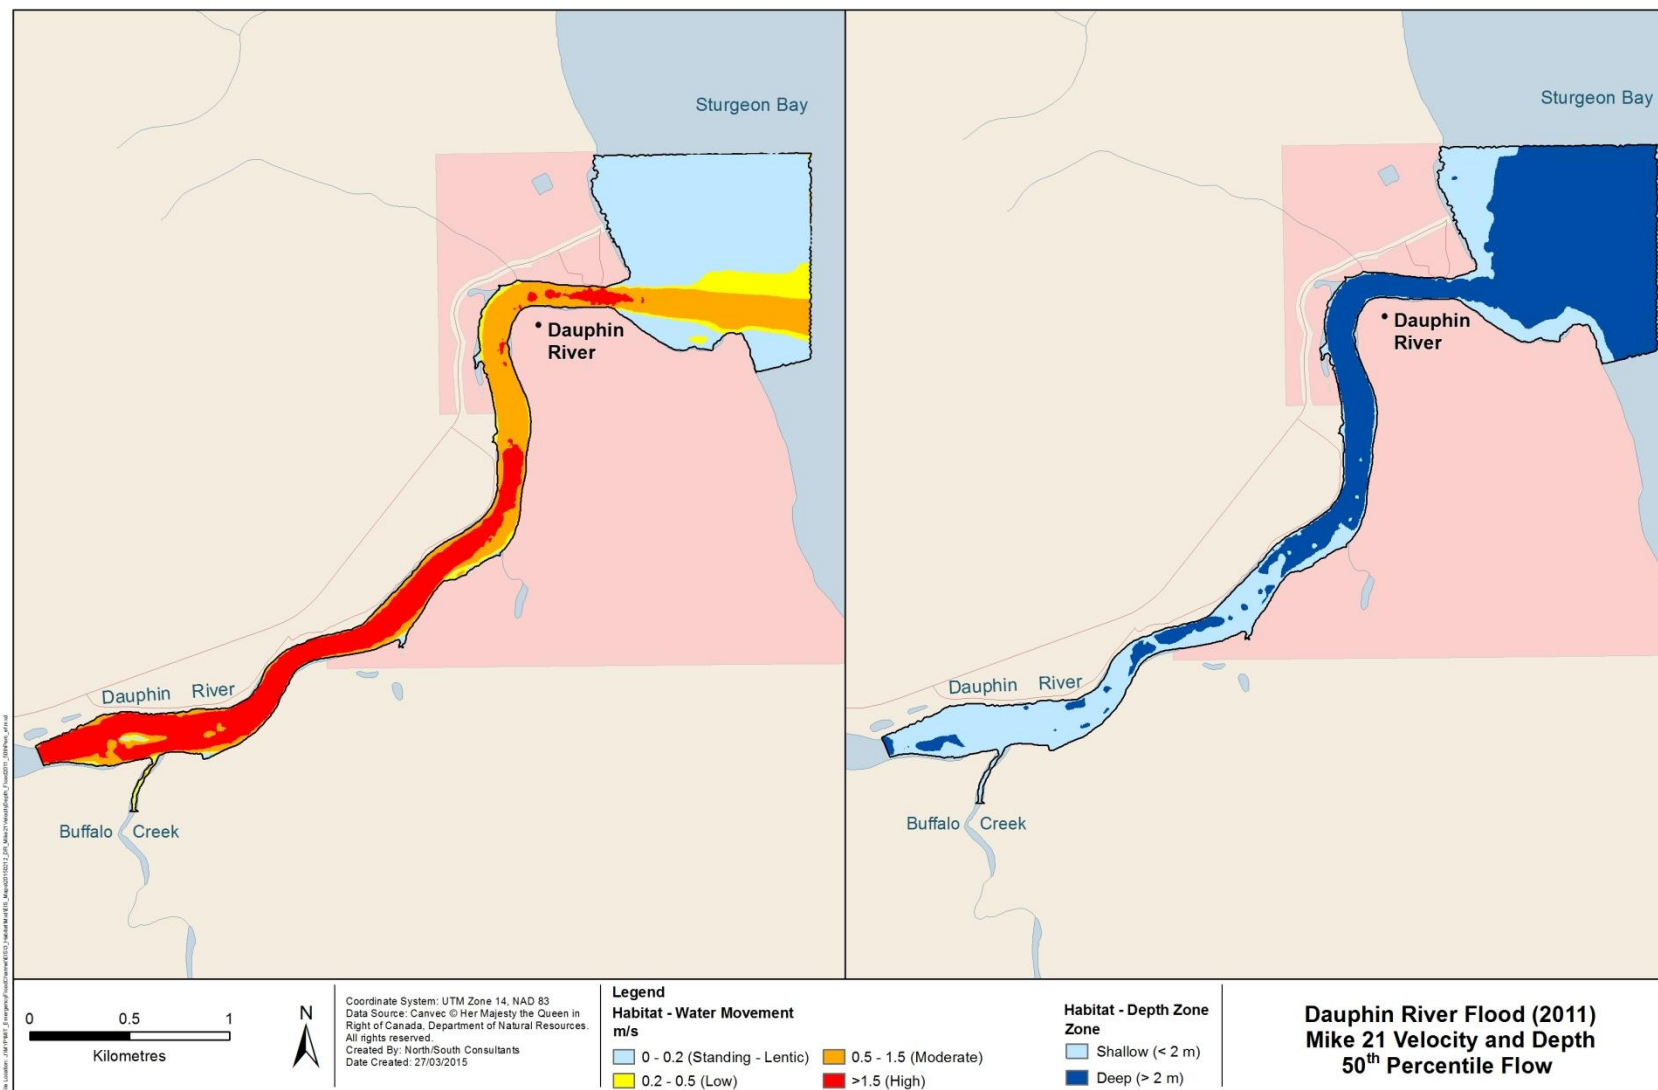 Sturgeon Bay
Dauphin
River
Dauphin River
Buffalo Creek
Sturgeon Bay
Dauphin
River
Dauphin River
Buffalo Creek
0 0.5 1
Kilometres
N
Coordinate System: UTM Zone 14, NAD 83
Data Source: Canvec © Her Majesty the Queen in
Right of Canada, Department of Natural Resources.
All rights reserved.
Created By: North/South Consultants
Date Created: 27/03/2015
Legend
Habitat - Water Movement
m/s
0 - 0.2 (Standing - Lentic)
0.2 - 0.5 (Low)
0.5 - 1.5 (Moderate)
>1.5 (High)
Habitat - Depth Zone
Zone
Shallow (< 2 m)
Deep (> 2 m)
Dauphin River Flood (2011)
Mike 21 Velocity and Depth
50th Percentile Flow